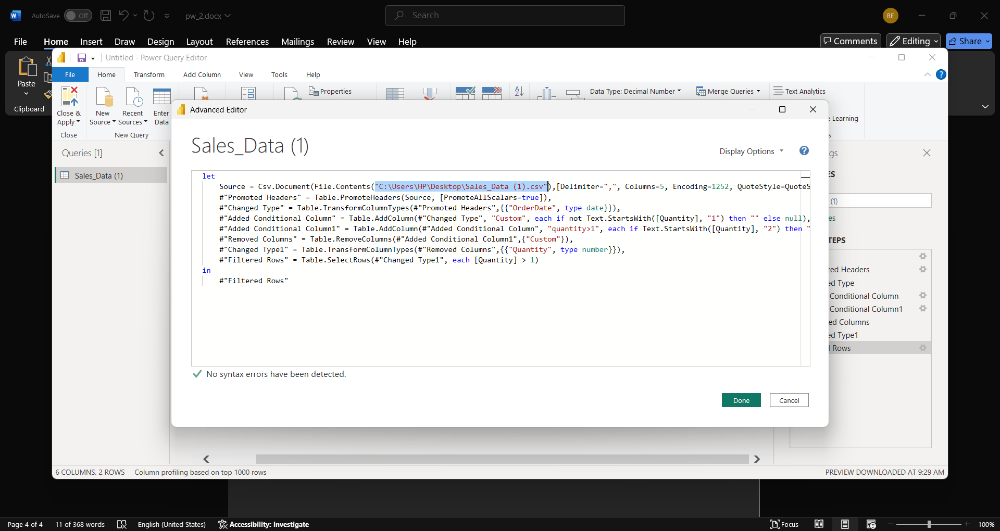 AutoSave Off pw_2.docx Search BE
File Home Insert Draw Design Layout References Mailings Review View Help Comments Editing Share
Paste
Clipboard
Untitled - Power Query Editor
File Home Transform Add Column View Tools Help
Close & Apply
Close
New Source
Recent Sources
Enter Data
New Query
Properties
Data Type: Decimal Number
Merge Queries
Text Analytics
Learning
s
Queries [1]
Sales_Data (1)
Advanced Editor
Sales_Data (1)
Display Options
let
Source = Csv.Document(File.Contents("C:\Users\HP\Desktop\Sales_Data (1).csv"),[Delimiter=",", Columns=5, Encoding=1252, QuoteStyle=QuoteS
#"Promoted Headers" = Table.PromoteHeaders(Source, [PromoteAllScalars=true]),
#"Changed Type" = Table.TransformColumnTypes(#"Promoted Headers",{{"OrderDate", type date}}),
#"Added Conditional Column" = Table.AddColumn(#"Changed Type", "Custom", each if not Text.StartsWith([Quantity], "1") then "" else null),
#"Added Conditional Column1" = Table.AddColumn(#"Added Conditional Column", "quantity>1", each if Text.StartsWith([Quantity], "2") then "
#"Removed Columns" = Table.RemoveColumns(#"Added Conditional Column1",{"Custom"}),
#"Changed Type1" = Table.TransformColumnTypes(#"Removed Columns",{{"Quantity", type number}}),
#"Filtered Rows" = Table.SelectRows(#"Changed Type1", each [Quantity] > 1)
in
#"Filtered Rows"
No syntax errors have been detected.
Done Cancel
gs
ES
(1)
es
TEPS
ted Headers
ed Type
Conditional Column
Conditional Column1
ed Columns
ed Type1
Rows
6 COLUMNS, 2 ROWS Column profiling based on top 1000 rows PREVIEW DOWNLOADED AT 9:29 AM
Page 4 of 4 11 of 368 words English (United States) Accessibility: Investigate Focus 100%